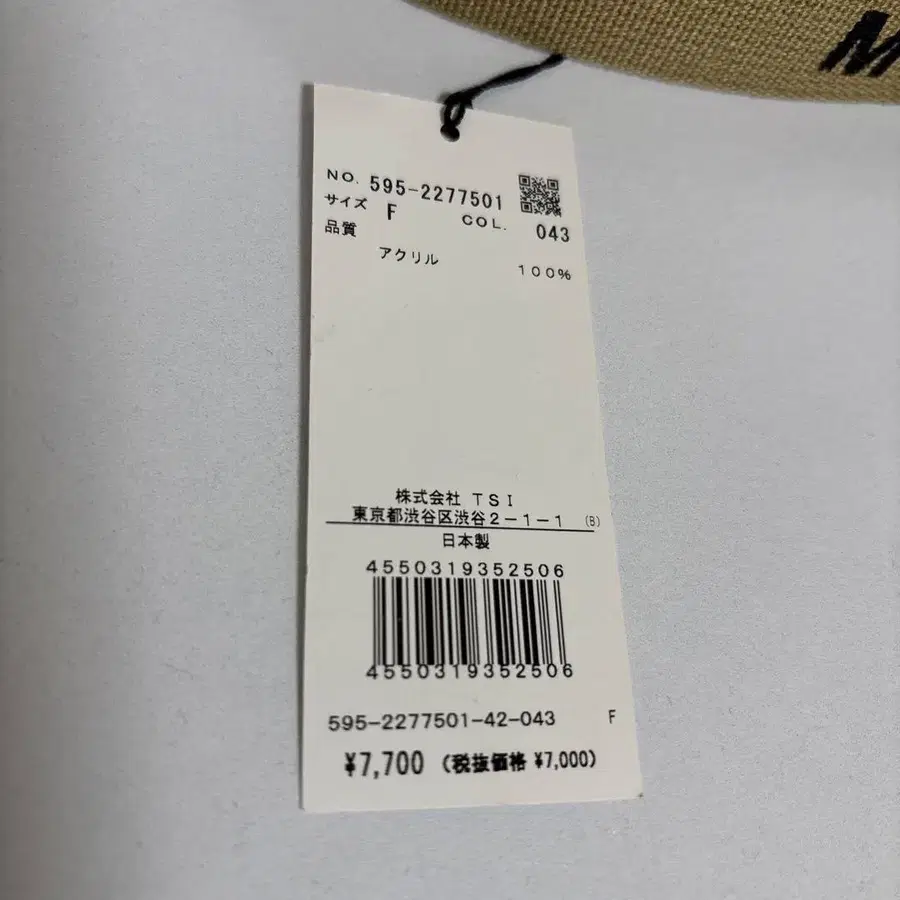 NO. 595-2277501
サイズ F COL. 043
品質
アクリル 100%
株式会社 TSI
東京都渋谷区渋谷2-1-1 (B)
日本製
4550319352506
4550319352506
595-2277501-42-043 F
¥7,700 (税抜価格 ¥7,000)